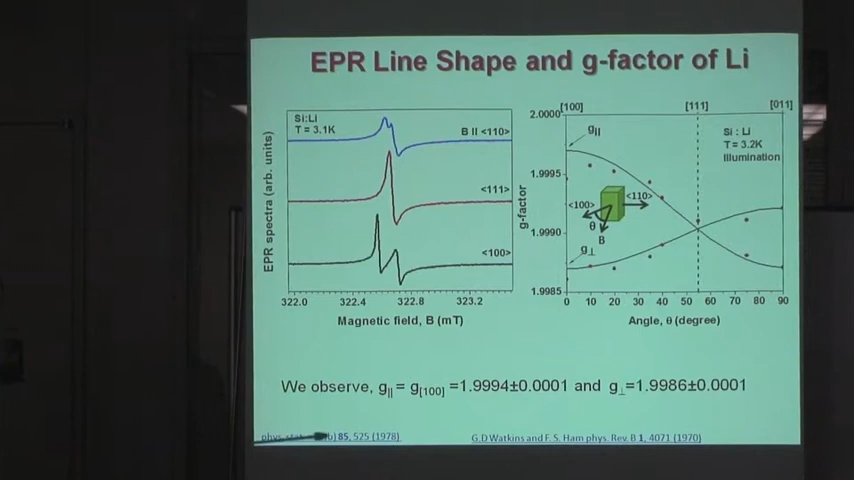 EPR Line Shape and g-factor of Li
Si:Li
T = 3.1K
B II <110>
<111>
<100>
EPR spectra (arb. units)
322.0 322.4 322.8 323.2
Magnetic field, B (mT)
[100] [111] [011]
2.0000
1.9995
1.9990
1.9985
g-factor
g||
Si : Li
T = 3.2K
Illumination
<100>
<110>
θ
B
g⊥
0 10 20 30 40 50 60 70 80 90
Angle, θ (degree)
We observe, g|| = g[100] =1.9994±0.0001 and g⊥=1.9986±0.0001
85, 525 (1978)
G.D Watkins and F. S. Ham phys. Rev. B 1, 4071 (1970)